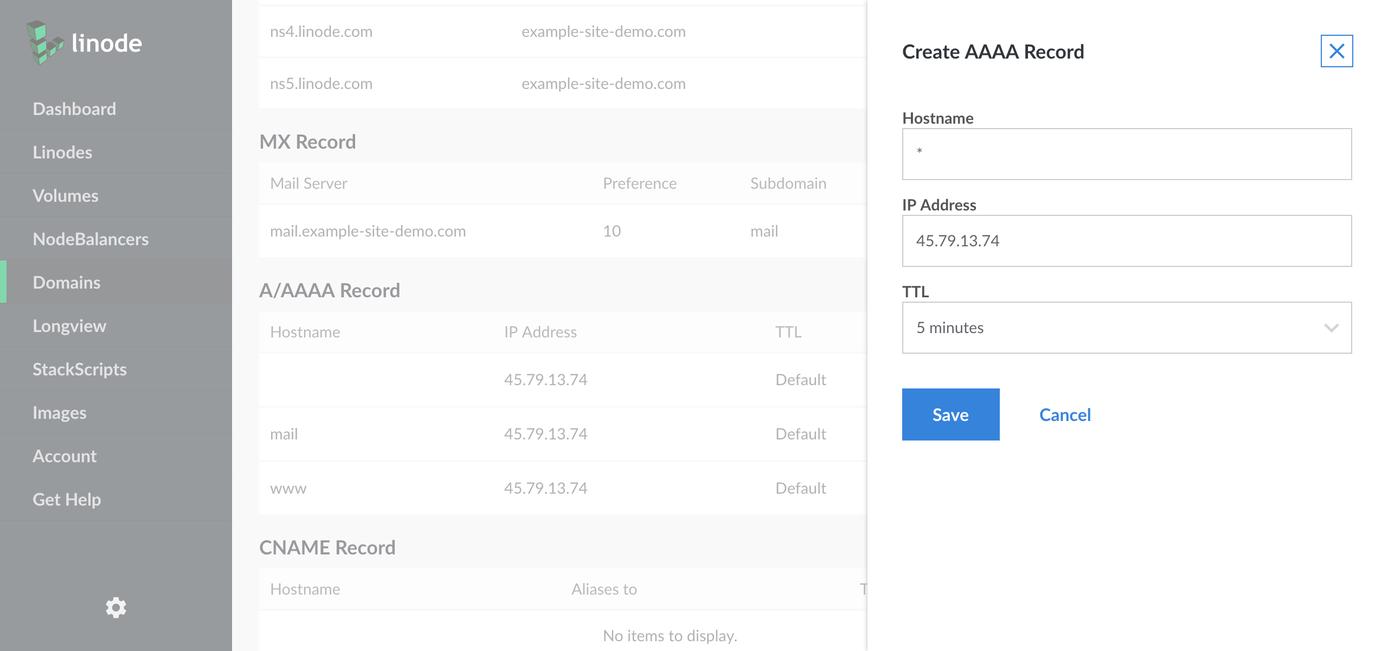 linode
Dashboard
Linodes
Volumes
NodeBalancers
Domains
Longview
StackScripts
Images
Account
Get Help
ns4.linode.com example-site-demo.com
ns5.linode.com example-site-demo.com
MX Record
Mail Server Preference Subdomain
mail.example-site-demo.com 10 mail
A/AAAA Record
Hostname IP Address TTL
45.79.13.74 Default
mail 45.79.13.74 Default
www 45.79.13.74 Default
CNAME Record
Hostname Aliases to
No items to display.
Create AAAA Record
Hostname
*
IP Address
45.79.13.74
TTL
5 minutes
Save Cancel